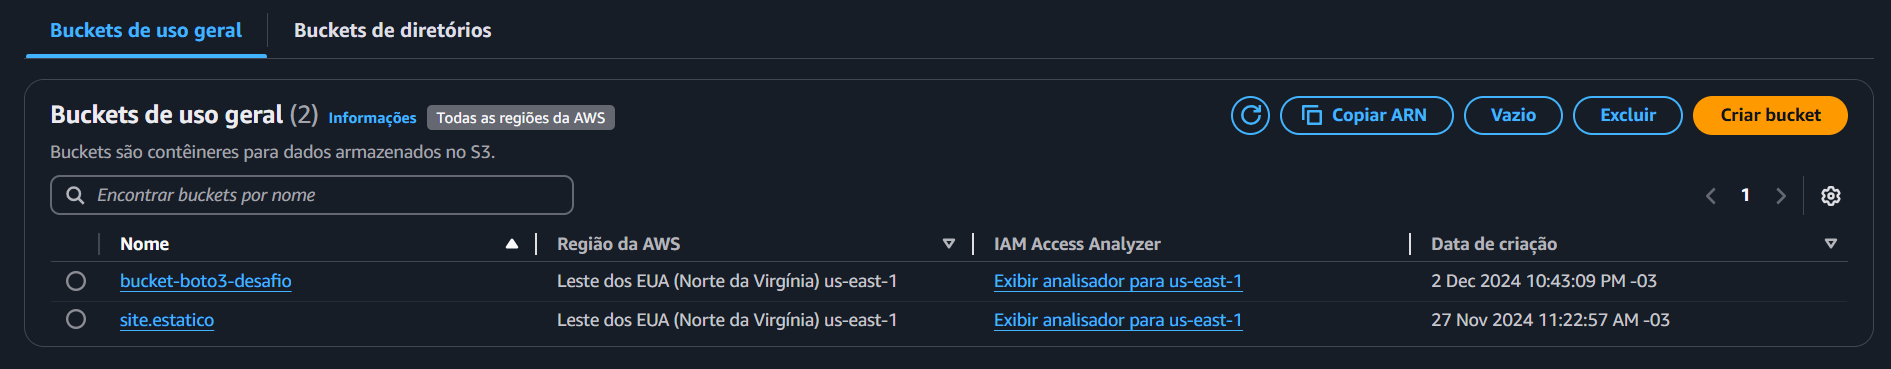 Buckets de uso geral
Buckets de diretórios
Buckets de uso geral (2) Informações Todas as regiões da AWS
Copiar ARN Vazio Excluir Criar bucket
Buckets são contêineres para dados armazenados no S3.
Encontrar buckets por nome
1
Nome Região da AWS IAM Access Analyzer Data de criação
bucket-boto3-desafio Leste dos EUA (Norte da Virgínia) us-east-1 Exibir analisador para us-east-1 2 Dec 2024 10:43:09 PM -03
site.estatico Leste dos EUA (Norte da Virgínia) us-east-1 Exibir analisador para us-east-1 27 Nov 2024 11:22:57 AM -03